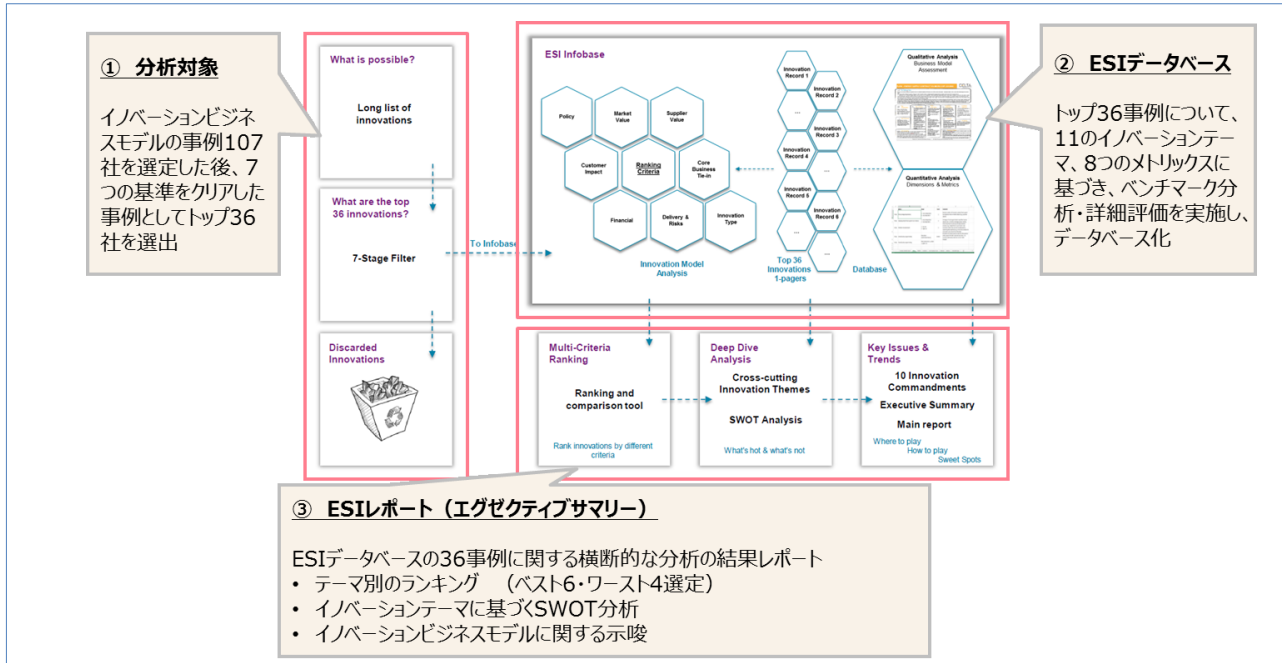 ① 分析対象
イノベーションビジネ
スモデルの事例107
社を選定した後、7
つの基準をクリアした
事例としてトップ36
社を選出
What is possible?
Long list of
innovations
What are the top
36 innovations?
7-Stage Filter
Discarded
Innovations
To Infobase
ESI Infobase
Policy
Market
Value
Supplier
Value
Customer
Impact
Ranking
Criteria
Core
Business
Tie-in
Financial
Delivery &
Risks
Innovation
Type
Innovation Model
Analysis
Innovation
Record 1
Innovation
Record 2
...
Innovation
Record 3
Innovation
Record 4
...
Innovation
Record 5
Innovation
Record 6
...
...
Top 36
Innovations
1-pagers
Database
Qualitative Analysis
Business Model
Assessment
Quantitative Analysis
Dimensions & Metrics
② ESIデータベース
トップ36事例について、
11のイノベーションテー
マ、8つのメトリックスに
基づき、ベンチマーク分
析・詳細評価を実施し、
データベース化
Multi-Criteria
Ranking
Ranking and
comparison tool
Rank innovations by different
criteria
Deep Dive
Analysis
Cross-cutting
Innovation Themes
SWOT Analysis
What's hot & what's not
Key Issues &
Trends
10 Innovation
Commandments
Executive Summary
Main report
Where to play
How to play
Sweet Spots
③ ESIレポート（エグゼクティブサマリー）
ESIデータベースの36事例に関する横断的な分析の結果レポート
• テーマ別のランキング （ベスト6・ワースト4選定）
• イノベーションテーマに基づくSWOT分析
• イノベーションビジネスモデルに関する示唆